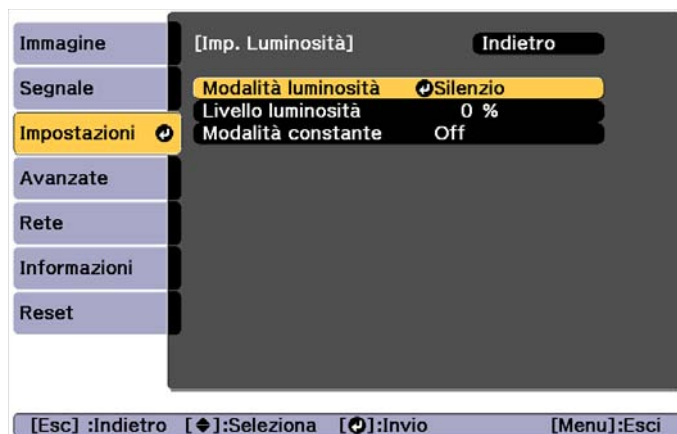 Immagine
Segnale
Impostazioni
Avanzate
Rete
Informazioni
Reset
[Imp. Luminosità] Indietro
Modalità luminosità Silenzio
Livello luminosità 0 %
Modalità constante Off
[Esc] :Indietro [◆]:Seleziona [⏎]:Invio [Menu]:Esci